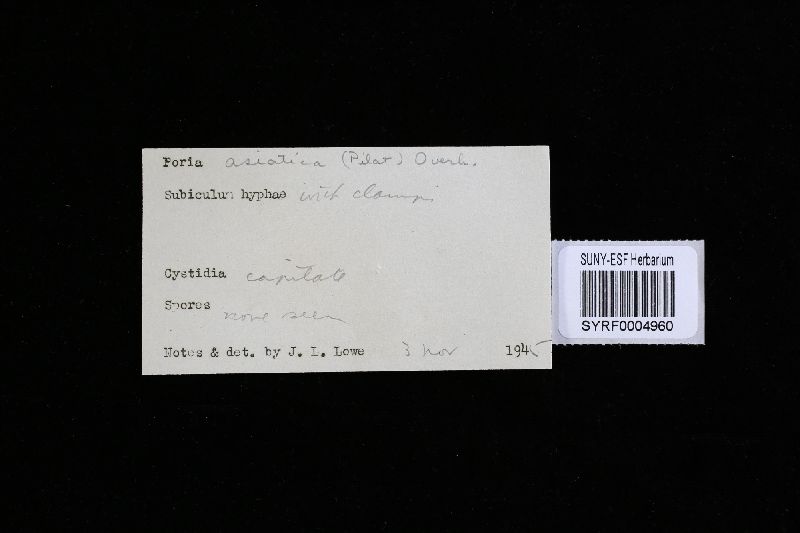 Poria asiatica (Pilat) Overh.
Subiculum hyphae with clamps
Cystidia capitate
Spores none seen
Notes & det. by J. L. Lowe 3 Nov 1945
SUNY-ESF Herbarium
SYRF0004960